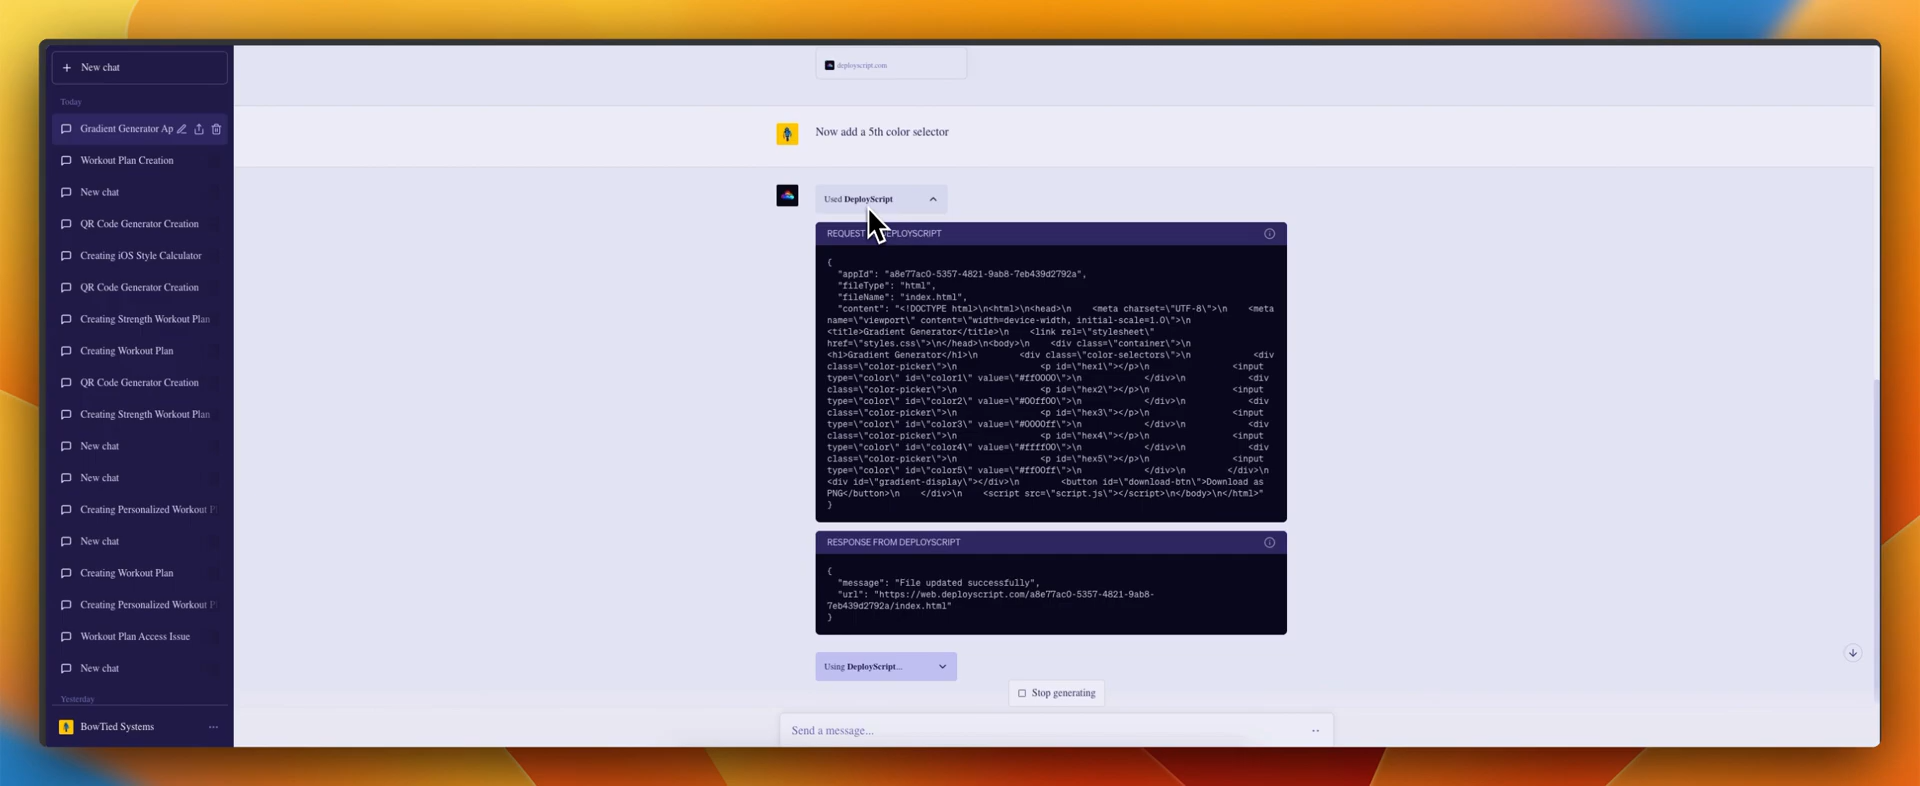 New chat
Today
Gradient Generator Ap
Workout Plan Creation
New chat
QR Code Generator Creation
Creating iOS Style Calculator
QR Code Generator Creation
Creating Strength Workout Plan
Creating Workout Plan
QR Code Generator Creation
Creating Strength Workout Plan
New chat
New chat
Creating Personalized Workout Pl
New chat
Creating Workout Plan
Creating Personalized Workout Pl
Workout Plan Access Issue
New chat
Yesterday
BowTied Systems
deployscript.com
Now add a 5th color selector
Used DeployScript
REQUEST DEPLOYSCRIPT
{
"appId": "a8e77ac0-5357-4821-9ab8-7eb439d2792a",
"fileType": "html",
"fileName": "index.html",
"content": "<!DOCTYPE html>\n<html>\n<head>\n    <meta charset=\"UTF-8\">\n    <meta
name=\"viewport\" content=\"width=device-width, initial-scale=1.0\">\n
<title>Gradient Generator</title>\n    <link rel=\"stylesheet\"
href=\"styles.css\">\n</head>\n<body>\n    <div class=\"container\">\n
<h1>Gradient Generator</h1>\n        <div class=\"color-selectors\">\n            <div
class=\"color-picker\">\n                <p id=\"hex1\"></p>\n                <input
type=\"color\" id=\"color1\" value=\"#ff0000\">\n            </div>\n            <div
class=\"color-picker\">\n                <p id=\"hex2\"></p>\n                <input
type=\"color\" id=\"color2\" value=\"#00ff00\">\n            </div>\n            <div
class=\"color-picker\">\n                <p id=\"hex3\"></p>\n                <input
type=\"color\" id=\"color3\" value=\"#0000ff\">\n            </div>\n            <div
class=\"color-picker\">\n                <p id=\"hex4\"></p>\n                <input
type=\"color\" id=\"color4\" value=\"#ffff00\">\n            </div>\n            <div
class=\"color-picker\">\n                <p id=\"hex5\"></p>\n                <input
type=\"color\" id=\"color5\" value=\"#ff00ff\">\n            </div>\n        </div>\n
<div id=\"gradient-display\"></div>\n        <button id=\"download-btn\">Download as
PNG</button>\n    </div>\n    <script src=\"script.js\"></script>\n</body>\n</html>"
}
RESPONSE FROM DEPLOYSCRIPT
{
"message": "File updated successfully",
"url": "https://web.deployscript.com/a8e77ac0-5357-4821-9ab8-
7eb439d2792a/index.html"
}
Using DeployScript...
Stop generating
Send a message...